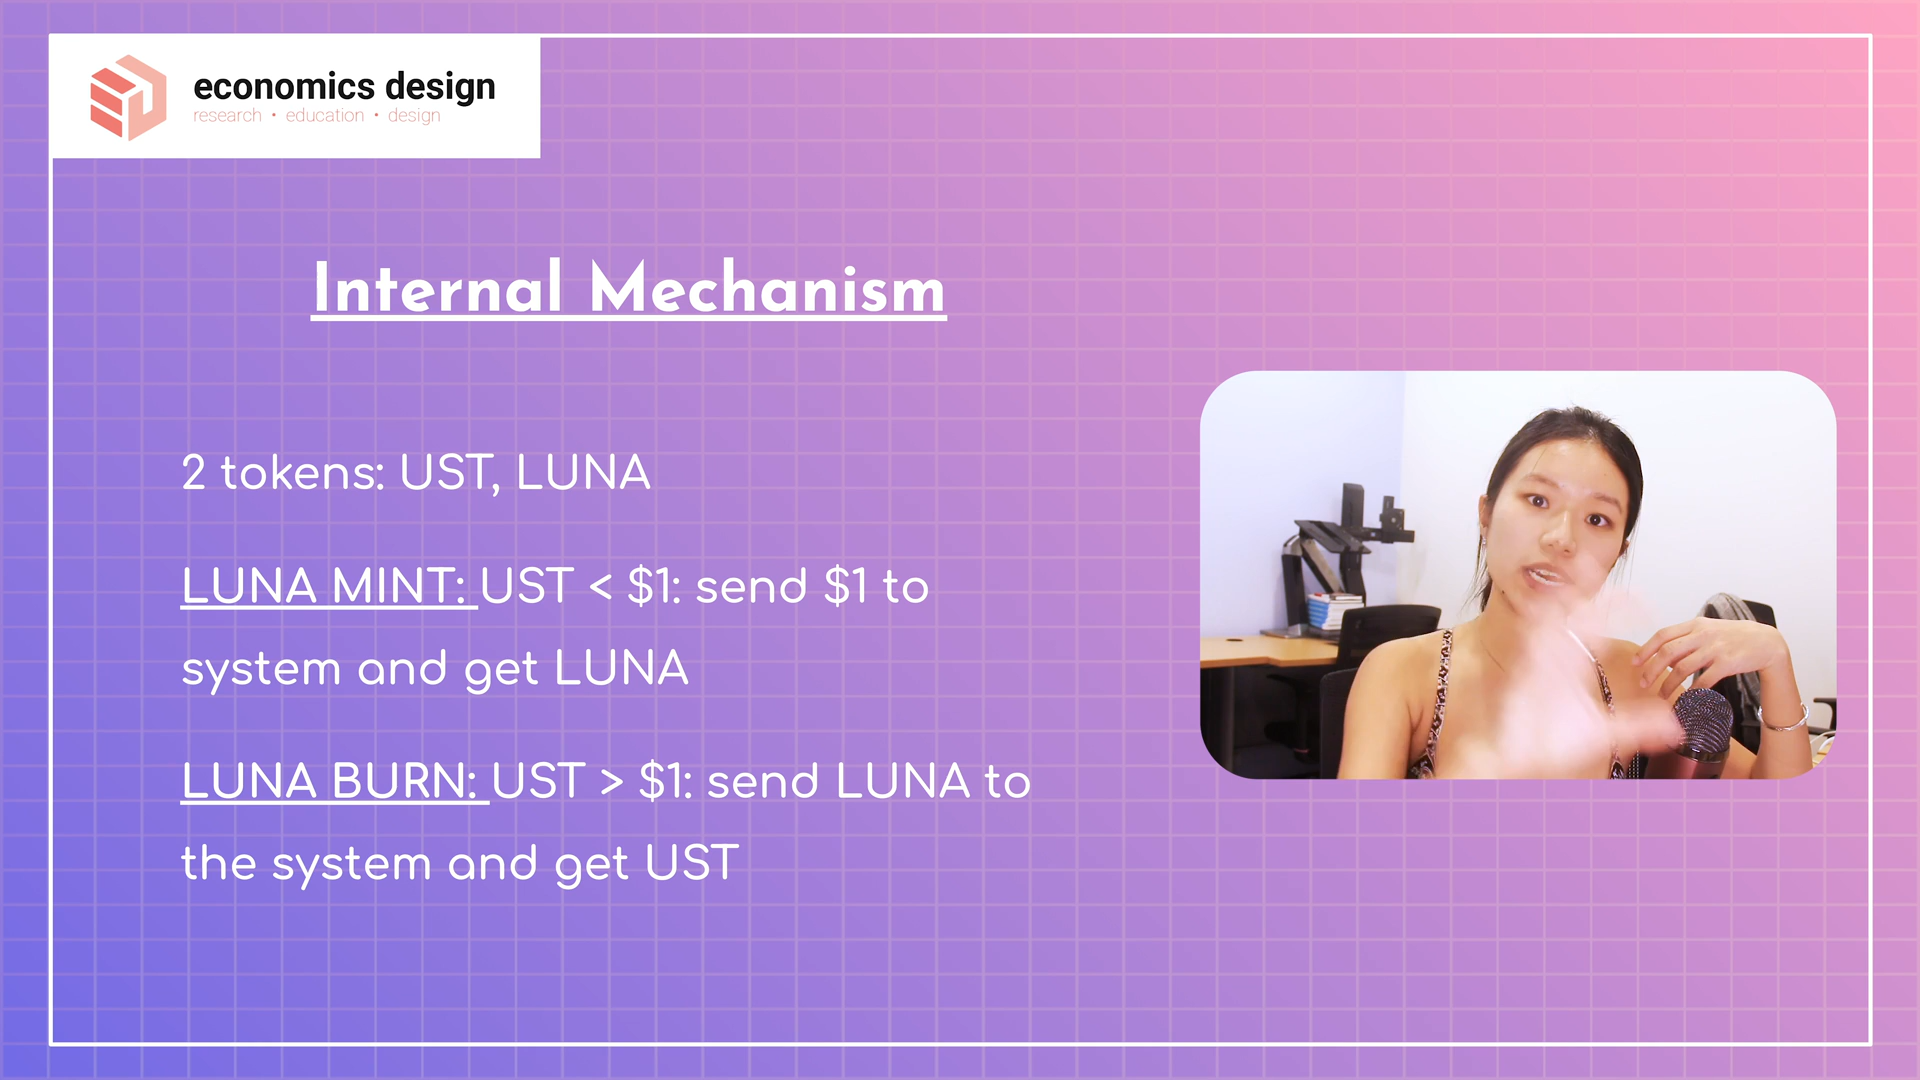 economics design
research • education • design
Internal Mechanism
2 tokens: UST, LUNA
LUNA MINT: UST < $1: send $1 to
system and get LUNA
LUNA BURN: UST > $1: send LUNA to
the system and get UST